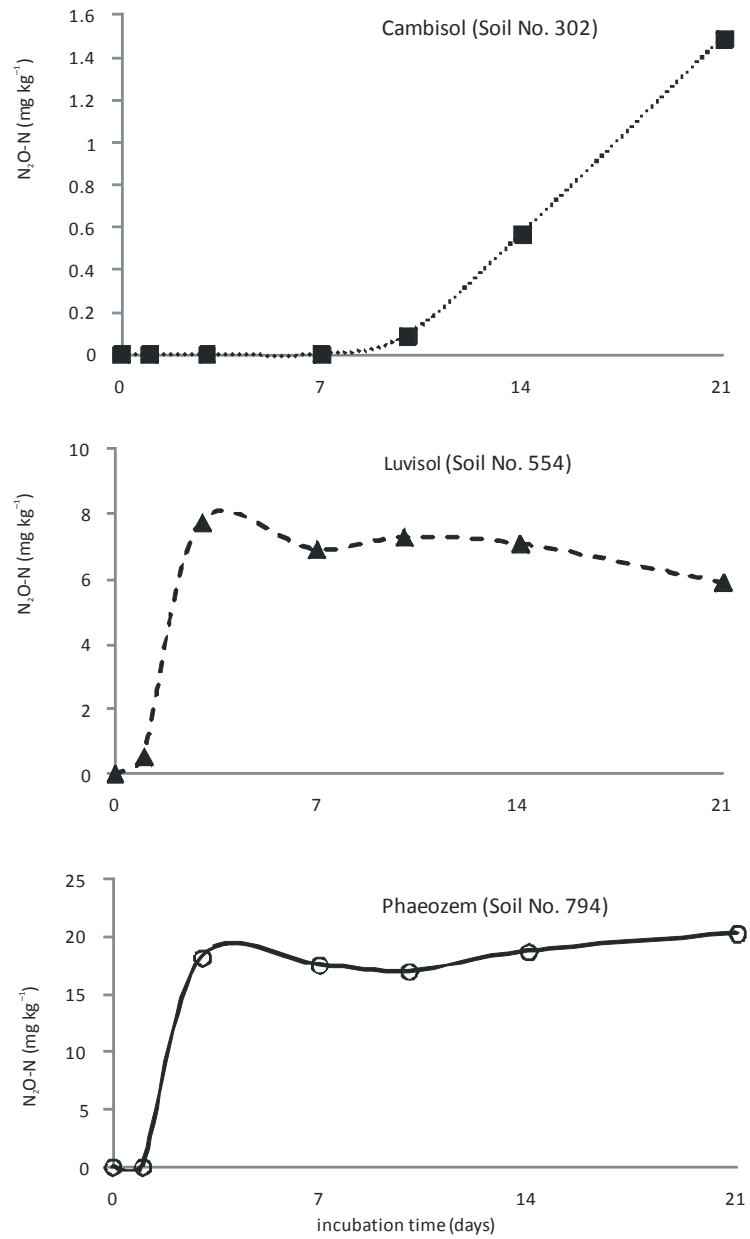 Cambisol (Soil No. 302)
N₂O-N (mg kg⁻¹)
1.6
1.4
1.2
1
0.8
0.6
0.4
0.2
0
0 7 14 21
Luvisol (Soil No. 554)
N₂O-N (mg kg⁻¹)
10
8
6
4
2
0
0 7 14 21
Phaeozem (Soil No. 794)
N₂O-N (mg kg⁻¹)
25
20
15
10
5
0
0 7 14 21
incubation time (days)